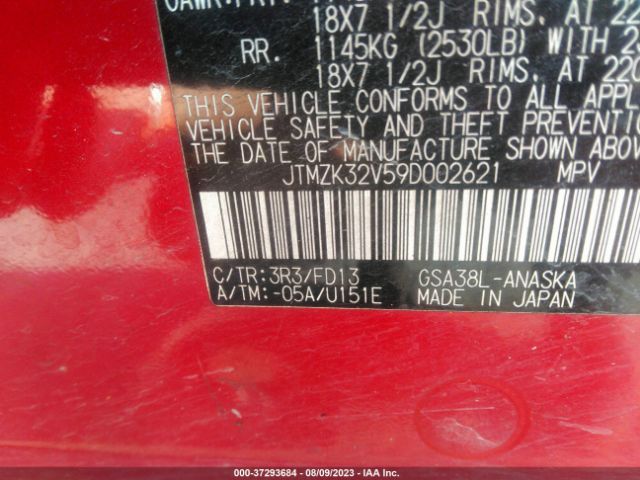 18X7 1/2J RIMS, AT 22
RR. 1145KG (2530LB) WITH 2
18X7 1/2J RIMS, AT 220
THIS VEHICLE CONFORMS TO ALL APPL
VEHICLE SAFETY AND THEFT PREVENTION
THE DATE OF MANUFACTURE SHOWN ABOV
JTMZK32V59D002621 MPV
C/TR:3R3/FD13 GSA38L-ANASKA
A/TM:-05A/U151E MADE IN JAPAN
000-37293684 - 08/09/2023 - IAA Inc.